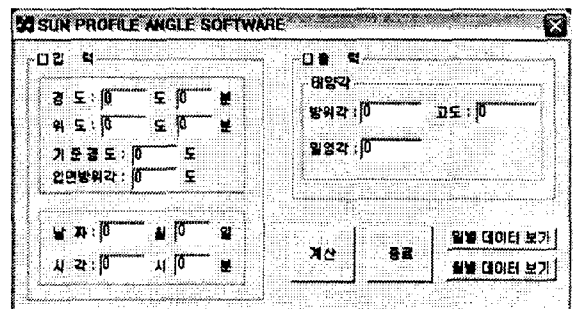 SUN PROFILE ANGLE SOFTWARE
입 력
경 도 : 0 도 0 분
위 도 : 0 도 0 분
기 준 경 도 : 0 도
입면방위각 : 0 도
날 짜 : 0 월 0 일
시 각 : 0 시 0 분
출 력
태양각
방위각 : 0 고도 : 0
밀영각 : 0
계산
종료
월별 데이터 보기
일별 데이터 보기